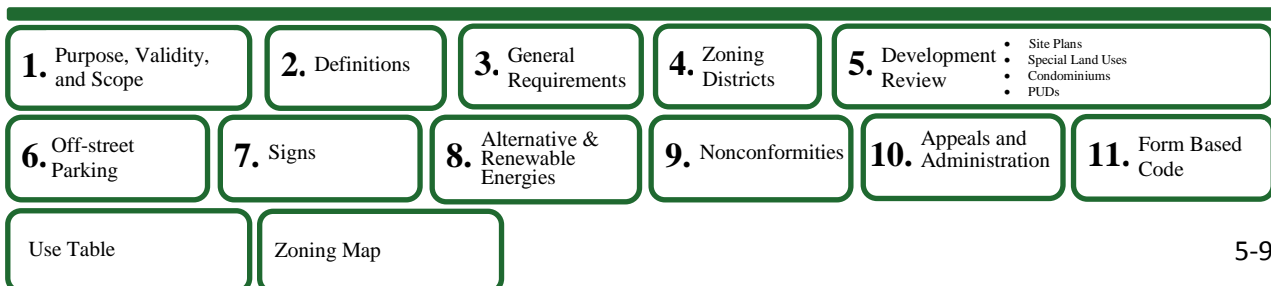 1. Purpose, Validity,
and Scope
2. Definitions
3. General
Requirements
4. Zoning
Districts
5. Development
Review
• Site Plans
• Special Land Uses
• Condominiums
• PUDs
6. Off-street
Parking
7. Signs
8. Alternative &
Renewable
Energies
9. Nonconformities
10. Appeals and
Administration
11. Form Based
Code
Use Table
Zoning Map
5-9